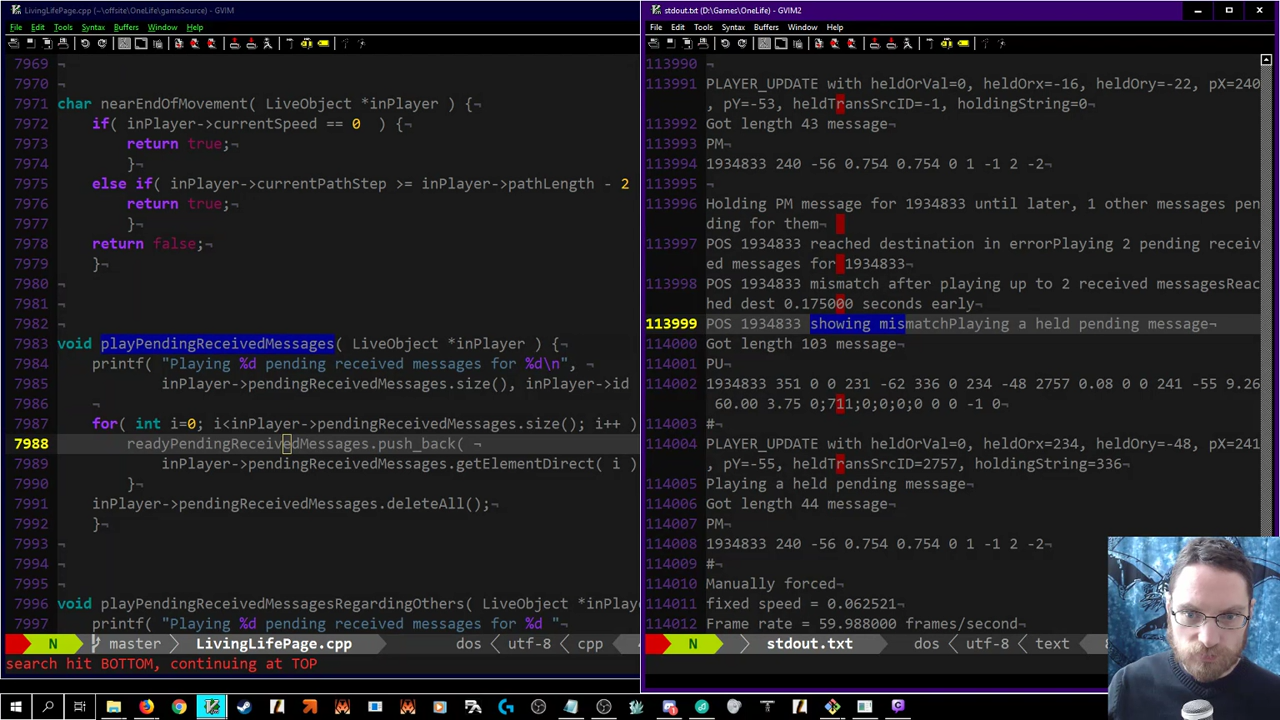 LivingLifePage.cpp (~\offsite\OneLife\gameSource) - GVIM
File Edit Tools Syntax Buffers Window Help
7969
7970
7971 char nearEndOfMovement( LiveObject *inPlayer ) {¬
7972 if( inPlayer->currentSpeed == 0  ) {¬
7973 return true;¬
7974 }¬
7975 else if( inPlayer->currentPathStep >= inPlayer->pathLength - 2
7976 return true;¬
7977 }¬
7978 return false;¬
7979 }¬
7980 ¬
7981 ¬
7982 ¬
7983 void playPendingReceivedMessages( LiveObject *inPlayer ) {¬
7984 printf( "Playing %d pending received messages for %d\n",
7985 inPlayer->pendingReceivedMessages.size(), inPlayer->id
7986 ¬
7987 for( int i=0; i<inPlayer->pendingReceivedMessages.size(); i++ )
7988 readyPendingReceivedMessages.push_back( ¬
7989 inPlayer->pendingReceivedMessages.getElementDirect( i )
7990 }¬
7991 inPlayer->pendingReceivedMessages.deleteAll();¬
7992 }¬
7993 ¬
7994 ¬
7995 ¬
7996 void playPendingReceivedMessagesRegardingOthers( LiveObject *in
7997 printf( "Playing %d pending received messages for %d "
N master LivingLifePage.cpp dos utf-8 cpp
search hit BOTTOM, continuing at TOP
stdout.txt (D:\Games\OneLife) - GVIM2
File Edit Tools Syntax Buffers Window Help
113990
113991 PLAYER_UPDATE with heldOrVal=0, heldOrx=-16, heldOry=-22, pX=240
, pY=-53, heldTransSrcID=-1, holdingString=0¬
113992 Got length 43 message¬
113993 PM¬
113994 1934833 240 -56 0.754 0.754 0 1 -1 2 -2¬
113995 ¬
113996 Holding PM message for 1934833 until later, 1 other messages pen
ding for them ¬
113997 POS 1934833 reached destination in errorPlaying 2 pending receiv
ed messages for 1934833¬
113998 POS 1934833 mismatch after playing up to 2 received messagesReac
hed dest 0.175000 seconds early¬
113999 POS 1934833 showing mismatchPlaying a held pending message¬
114000 Got length 103 message¬
114001 PU¬
114002 1934833 351 0 0 231 -62 336 0 234 -48 2757 0.08 0 0 241 -55 9.26
60.00 3.75 0;711;0;0;0;0 0 0 -1 0¬
114003 #¬
114004 PLAYER_UPDATE with heldOrVal=0, heldOrx=234, heldOry=-48, pX=241
, pY=-55, heldTransSrcID=2757, holdingString=336¬
114005 Playing a held pending message¬
114006 Got length 44 message¬
114007 PM¬
114008 1934833 240 -56 0.754 0.754 0 1 -1 2 -2¬
114009 #¬
114010 Manually forced¬
114011 fixed speed = 0.062521¬
114012 Frame rate = 59.988000 frames/second¬
N stdout.txt dos utf-8 text